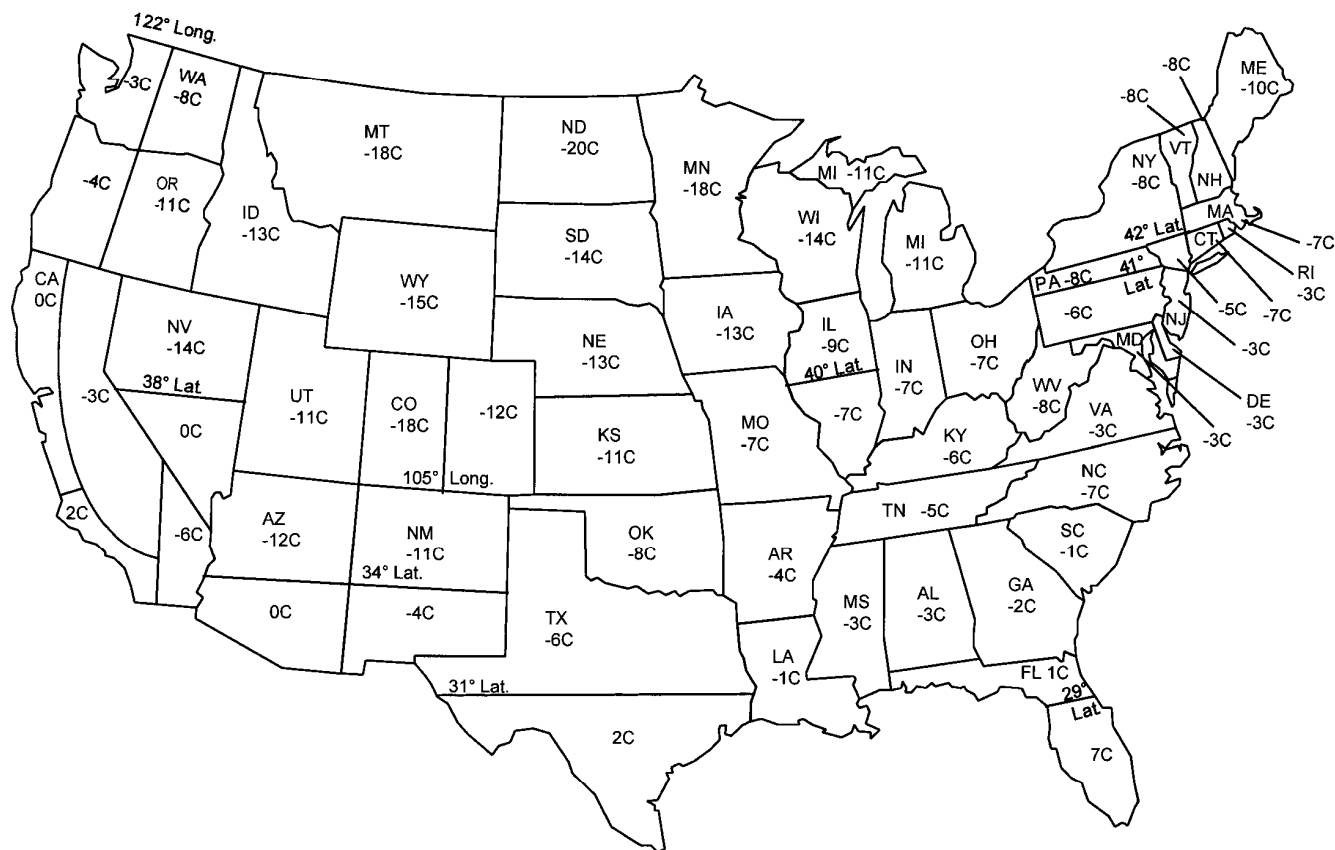 122° Long.
-3C
WA
-8C
-4C
OR
-11C
ID
-13C
MT
-18C
ND
-20C
MN
-18C
SD
-14C
WY
-15C
WI
-14C
MI -11C
MI
-11C
CA
0C
-3C
2C
-6C
NV
-14C
38° Lat.
0C
UT
-11C
CO
-18C
-12C
105° Long.
NE
-13C
IA
-13C
KS
-11C
MO
-7C
IL
-9C
40° Lat.
-7C
IN
-7C
OH
-7C
KY
-6C
WV
-8C
VA
-3C
PA -8C
41°
Lat.
-6C
NY
-8C
42° Lat.
VT
-8C
NH
-8C
ME
-10C
MA
-7C
CT
RI
-3C
-7C
-5C
NJ
-3C
MD
-3C
DE
-3C
AZ
-12C
0C
NM
-11C
34° Lat.
-4C
OK
-8C
TX
-6C
31° Lat.
2C
AR
-4C
LA
-1C
TN -5C
NC
-7C
SC
-1C
MS
-3C
AL
-3C
GA
-2C
FL 1C
29°
Lat.
7C